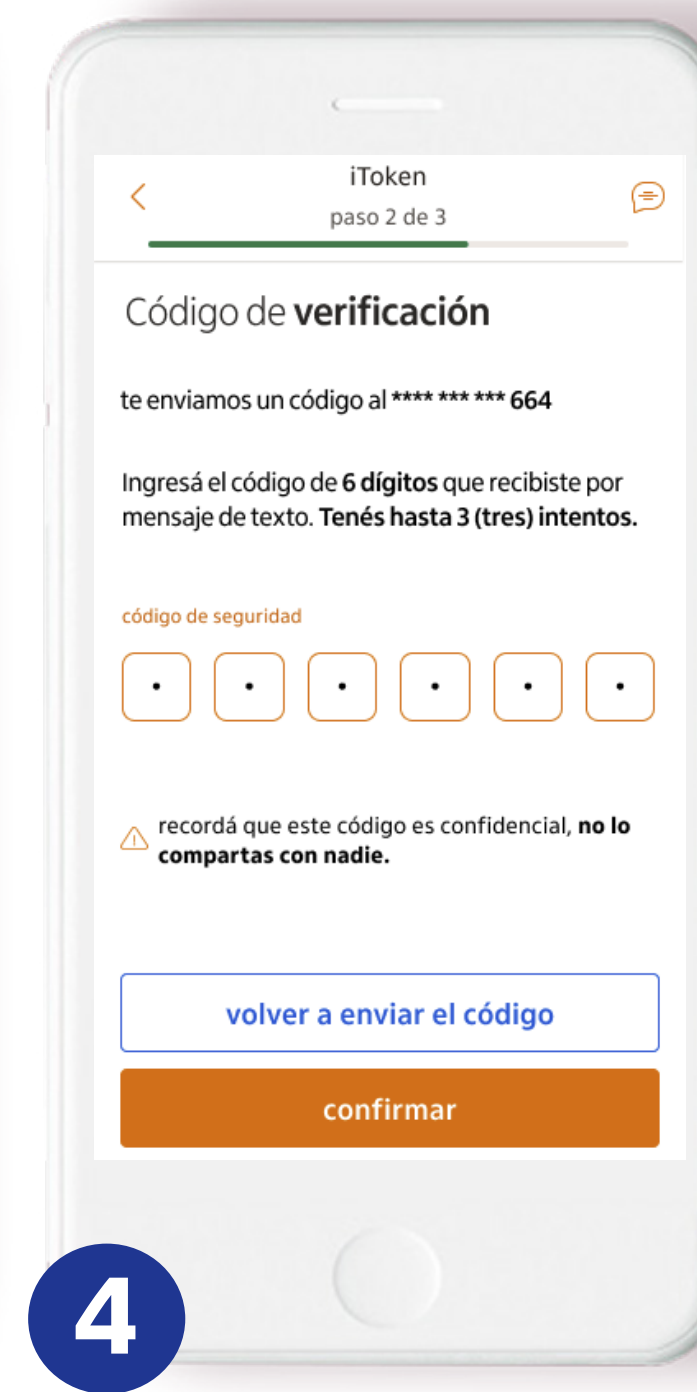 iToken
paso 2 de 3
Código de verificación
te enviamos un código al **** *** *** 664
Ingresá el código de 6 dígitos que recibiste por
mensaje de texto. Tenés hasta 3 (tres) intentos.
código de seguridad
recordá que este código es confidencial, no lo
compartas con nadie.
volver a enviar el código
confirmar
4